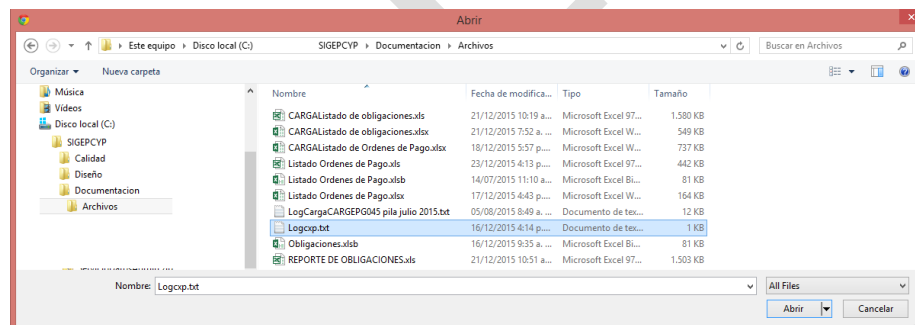 Abrir
Este equipo Disco local (C:) SIGEPCYP Documentacion Archivos Buscar en Archivos
Organizar Nueva carpeta
Música
Vídeos
Disco local (C:)
SIGEPCYP
Calidad
Diseño
Documentacion
Archivos
Nombre Fecha de modifica... Tipo Tamaño
CARGAListado de obligaciones.xls 21/12/2015 10:19 a... Microsoft Excel 97... 1.580 KB
CARGAListado de obligaciones.xlsx 21/12/2015 7:52 a. ... Microsoft Excel W... 549 KB
CARGAListado de Ordenes de Pago.xlsx 18/12/2015 5:57 p.... Microsoft Excel W... 737 KB
Listado Ordenes de Pago.xls 23/12/2015 4:13 p.... Microsoft Excel 97... 442 KB
Listado Ordenes de Pago.xlsb 14/07/2015 11:10 a... Microsoft Excel Bi... 81 KB
Listado Ordenes de Pago.xlsx 17/12/2015 4:43 p.... Microsoft Excel W... 164 KB
LogCargaCARGEPG045 pila julio 2015.txt 05/08/2015 8:49 a. ... Documento de tex... 12 KB
Logcxp.txt 16/12/2015 4:14 p.... Documento de tex... 1 KB
Obligaciones.xlsb 16/12/2015 9:35 a. ... Microsoft Excel Bi... 81 KB
REPORTE DE OBLIGACIONES.xls 21/12/2015 10:51 a... Microsoft Excel 97... 1.503 KB
Nombre: Logcxp.txt All Files
Abrir Cancelar